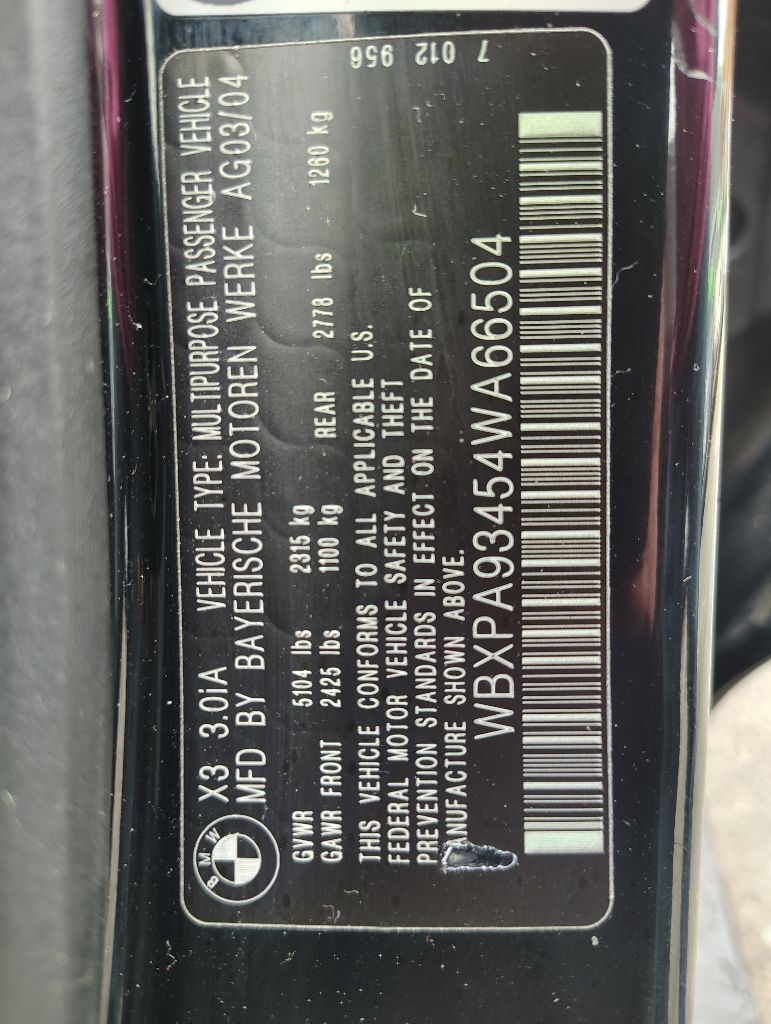 BMW
X3 3.0iA VEHICLE TYPE: MULTIPURPOSE PASSENGER VEHICLE
MFD BY BAYERISCHE MOTOREN WERKE AG03/04
GVWR 5104 lbs 2315 kg
GAWR FRONT 2425 lbs 1100 kg REAR 2778 lbs 1260 kg
THIS VEHICLE CONFORMS TO ALL APPLICABLE U.S.
FEDERAL MOTOR VEHICLE SAFETY AND THEFT
PREVENTION STANDARDS IN EFFECT ON THE DATE OF
ANUFACTURE SHOWN ABOVE.
WBXPA93454WA66504
7 012 956